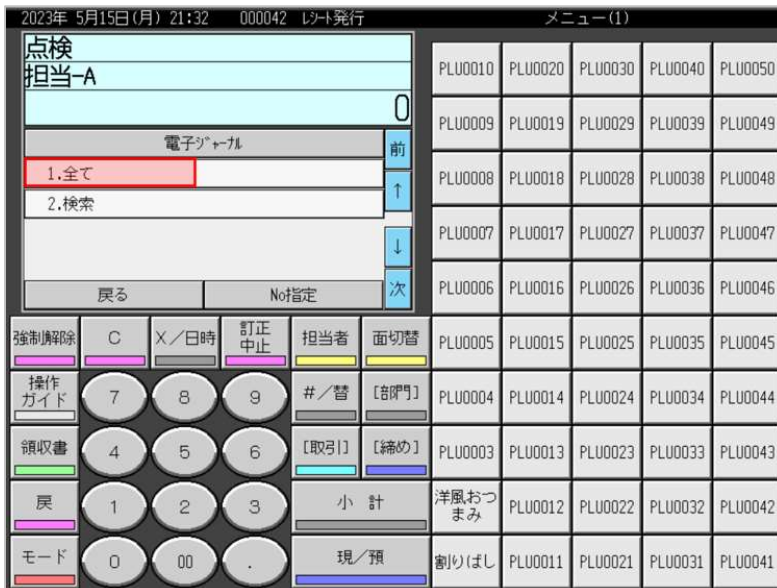 2023年 5月15日(月) 21:32 000042 ﾚｼｰﾄ発行 メニュー(1)
点検
担当-A
0
電子ｼﾞｬｰﾅﾙ
前
1.全て
↑
2.検索
↓
戻る No指定 次
PLU0010 PLU0020 PLU0030 PLU0040 PLU0050
PLU0009 PLU0019 PLU0029 PLU0039 PLU0049
PLU0008 PLU0018 PLU0028 PLU0038 PLU0048
PLU0007 PLU0017 PLU0027 PLU0037 PLU0047
PLU0006 PLU0016 PLU0026 PLU0036 PLU0046
強制解除 C X／日時 訂正 担当者 面切替 PLU0005 PLU0015 PLU0025 PLU0035 PLU0045
中止
操作 7 8 9 #／替 [部門] PLU0004 PLU0014 PLU0024 PLU0034 PLU0044
ガイド
領収書 4 5 6 [取引] [締め] PLU0003 PLU0013 PLU0023 PLU0033 PLU0043
戻 1 2 3 小 計 洋風おつ PLU0012 PLU0022 PLU0032 PLU0042
まみ
モード 0 00 . 現／預 割りばし PLU0011 PLU0021 PLU0031 PLU0041